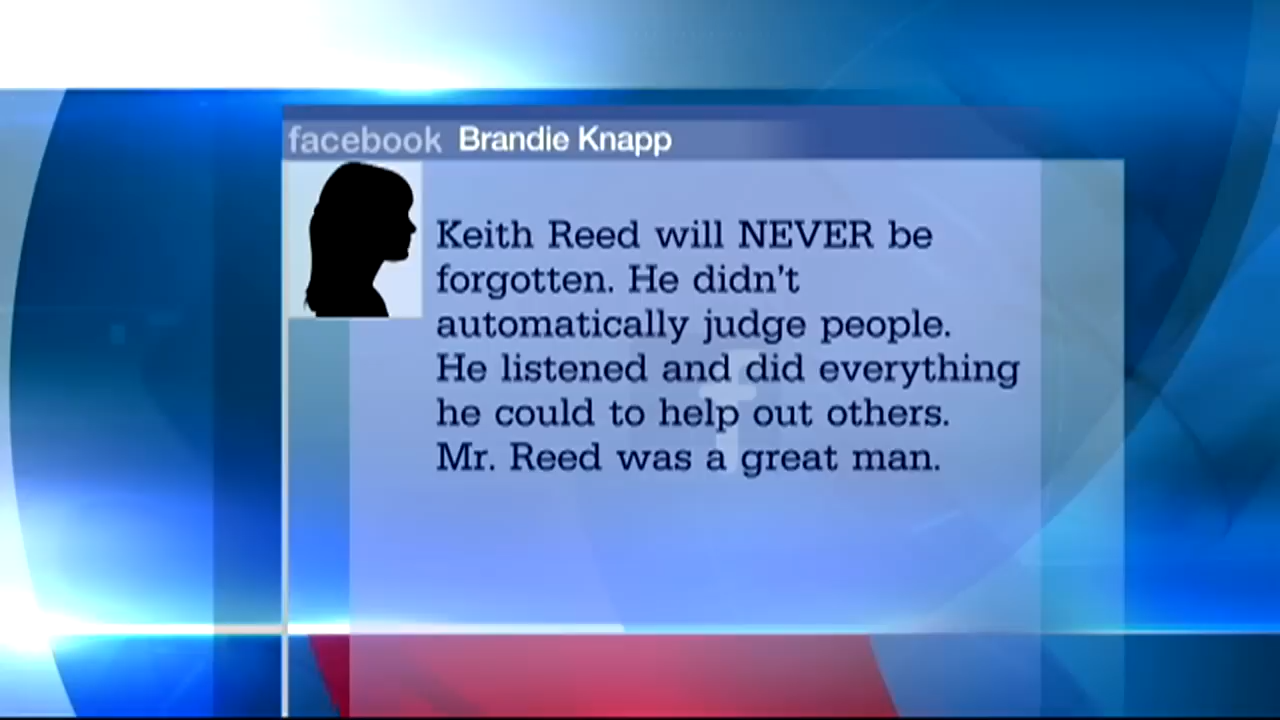 facebook Brandie Knapp
Keith Reed will NEVER be
forgotten. He didn't
automatically judge people.
He listened and did everything
he could to help out others.
Mr. Reed was a great man.